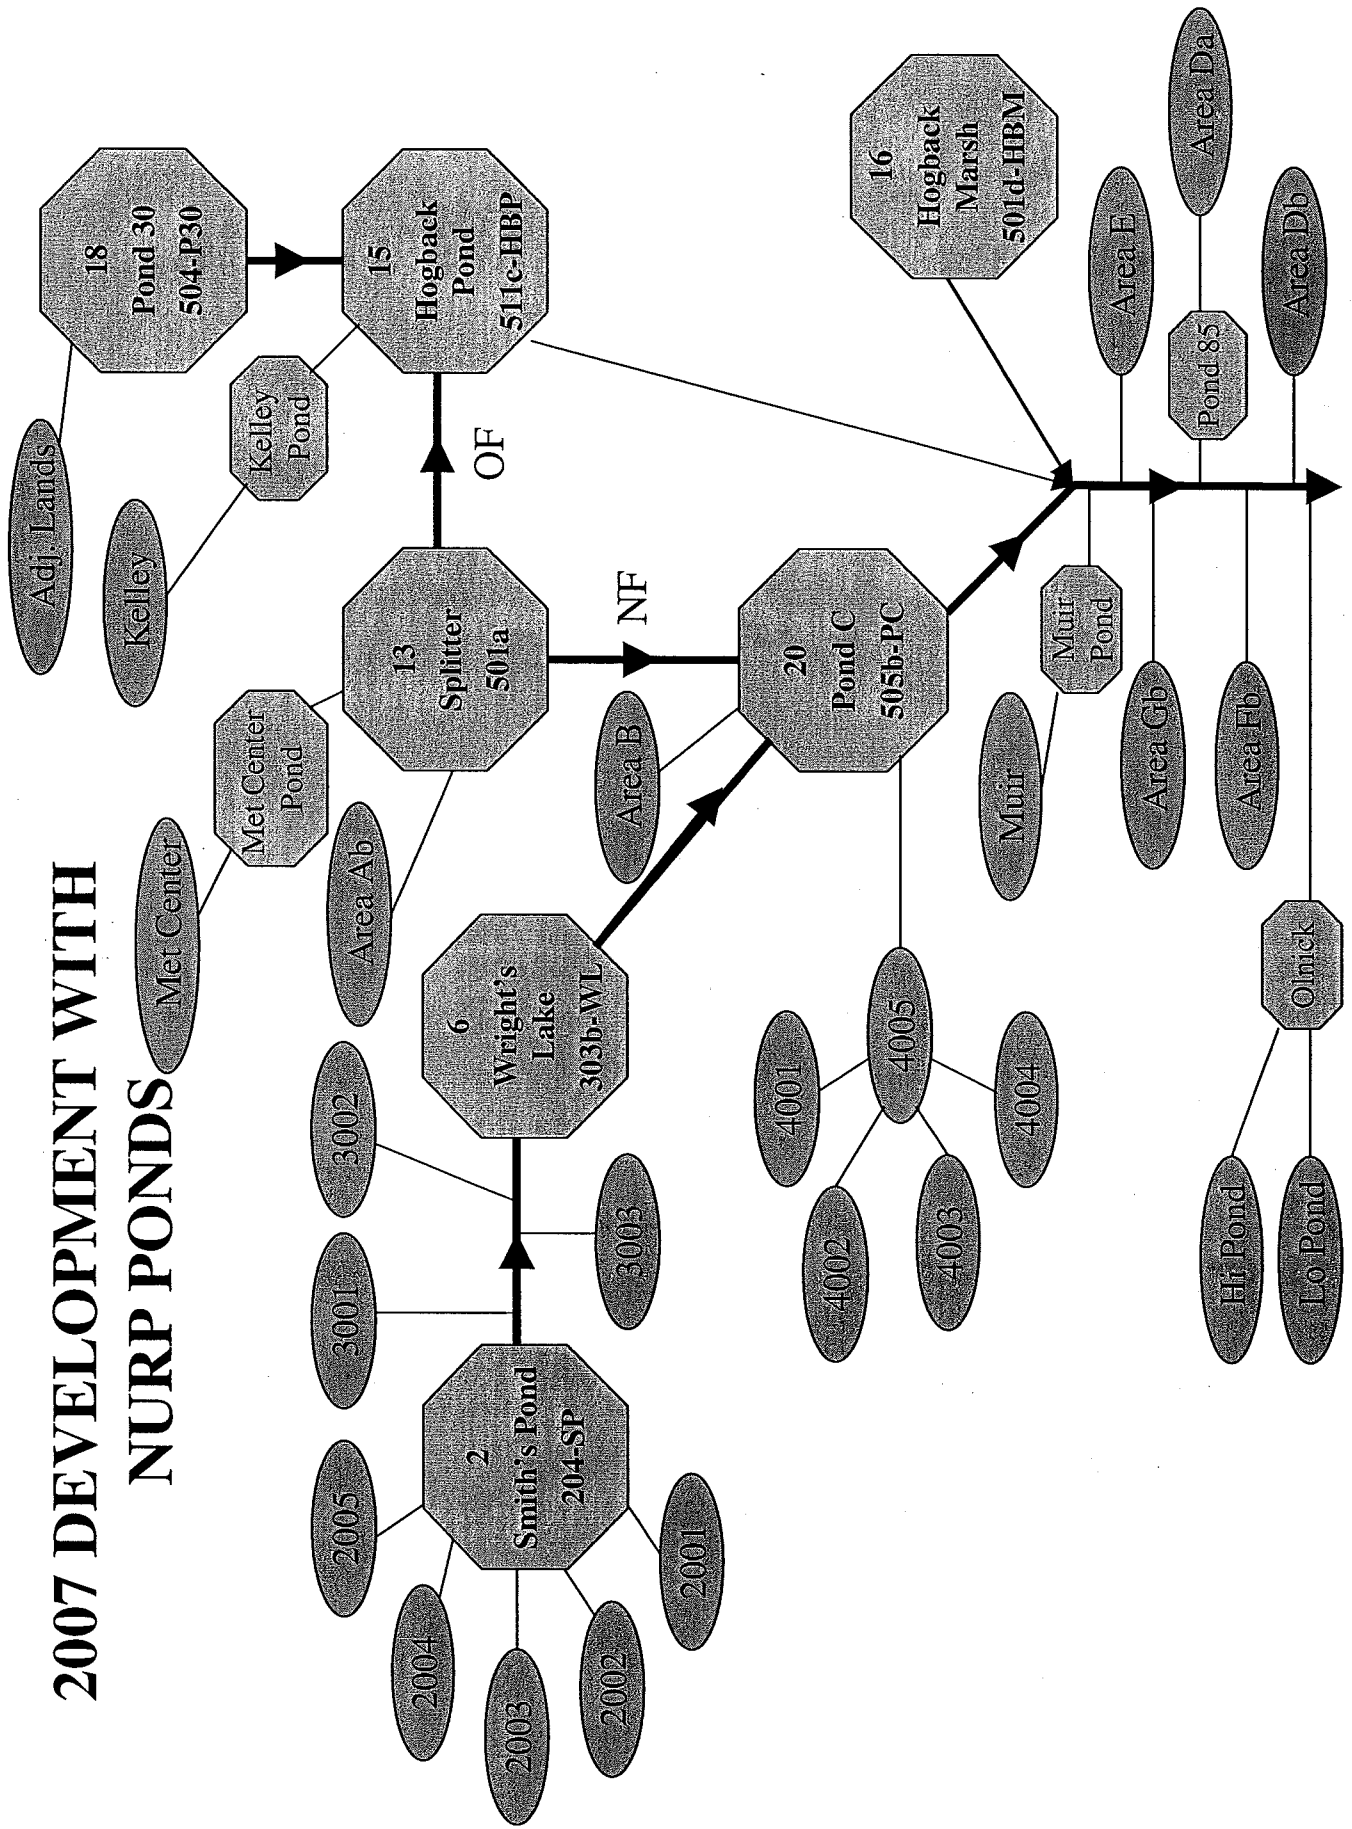 2007 DEVELOPMENT WITH
NURP PONDS
2005
2004
2003
2002
2001
2
Smith's Pond
204-SP
3001
3002
3003
6
Wright's
Lake
303b-WL
Met Center
Met Center
Pond
Area Ab
13
Splitter
501a
OF
NF
Adj. Lands
Kelley
Kelley
Pond
18
Pond 30
504-P30
15
Hogback
Pond
511c-HBP
Area B
20
Pond C
505b-PC
4001
4002
4003
4004
4005
16
Hogback
Marsh
501d-HBM
Muir
Muir
Pond
Area E
Area Gb
Pond 85
Area Da
Area Fb
Area Db
Hi Pond
Lo Pond
Olnick